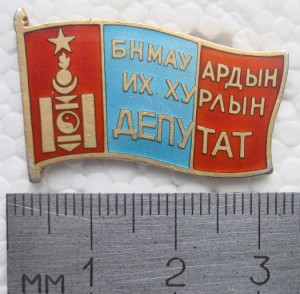 БНМАУ АРДЫН
ИХ ХУРЛЫН
ДЕПУТАТ
ММ 1 2 3